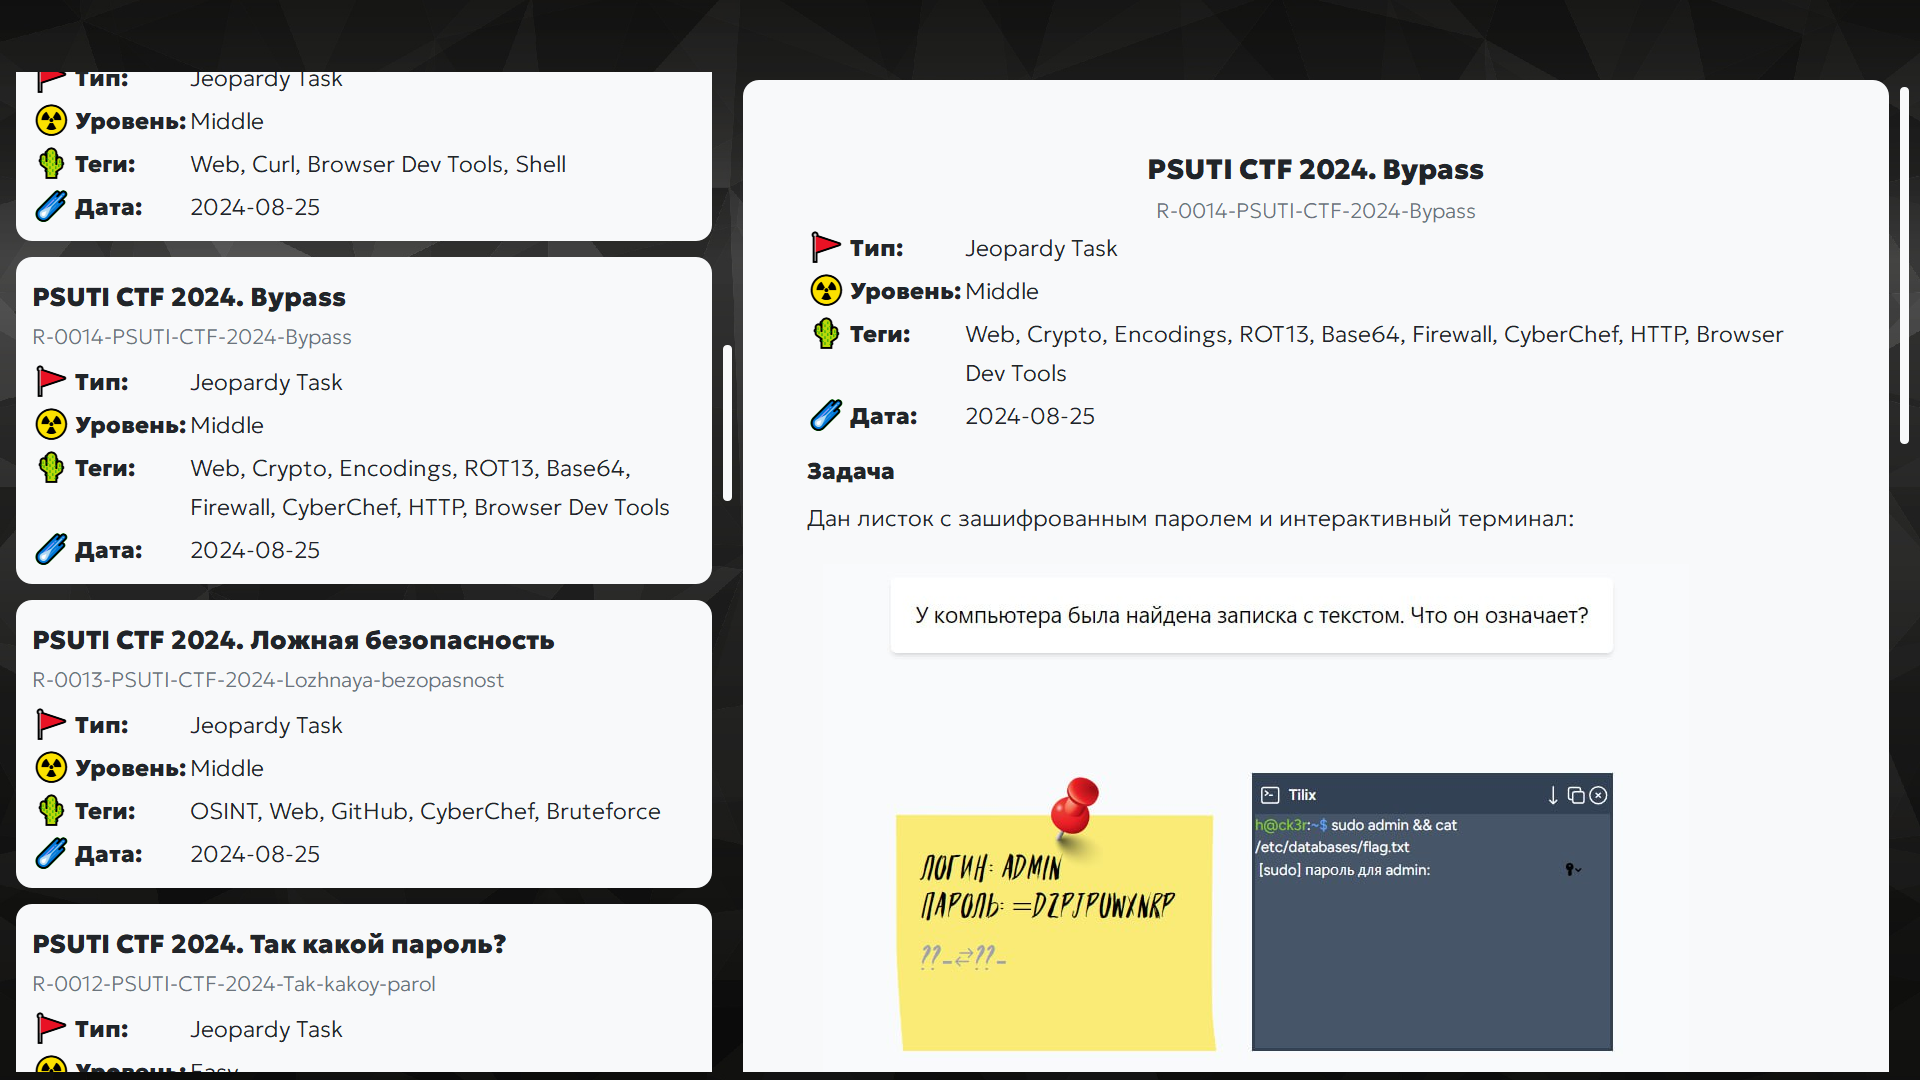 Тип: Jeopardy Task
Уровень: Middle
Теги: Web, Curl, Browser Dev Tools, Shell
Дата: 2024-08-25
PSUTI CTF 2024. Bypass
R-0014-PSUTI-CTF-2024-Bypass
Тип: Jeopardy Task
Уровень: Middle
Теги: Web, Crypto, Encodings, ROT13, Base64,
Firewall, CyberChef, HTTP, Browser Dev Tools
Дата: 2024-08-25
PSUTI CTF 2024. Ложная безопасность
R-0013-PSUTI-CTF-2024-Lozhnaya-bezopasnost
Тип: Jeopardy Task
Уровень: Middle
Теги: OSINT, Web, GitHub, CyberChef, Bruteforce
Дата: 2024-08-25
PSUTI CTF 2024. Так какой пароль?
R-0012-PSUTI-CTF-2024-Tak-kakoy-parol
Тип: Jeopardy Task
Уровень: Easy
PSUTI CTF 2024. Bypass
R-0014-PSUTI-CTF-2024-Bypass
Тип: Jeopardy Task
Уровень: Middle
Теги: Web, Crypto, Encodings, ROT13, Base64, Firewall, CyberChef, HTTP, Browser
Dev Tools
Дата: 2024-08-25
Задача
Дан листок с зашифрованным паролем и интерактивный терминал:
У компьютера была найдена записка с текстом. Что он означает?
ЛОГИН: ADMIN
ПАРОЛЬ: =DZPJPUWXNRP
??-⇄??-
Tilix
h@ck3r:~$ sudo admin && cat
/etc/databases/flag.txt
[sudo] пароль для admin: